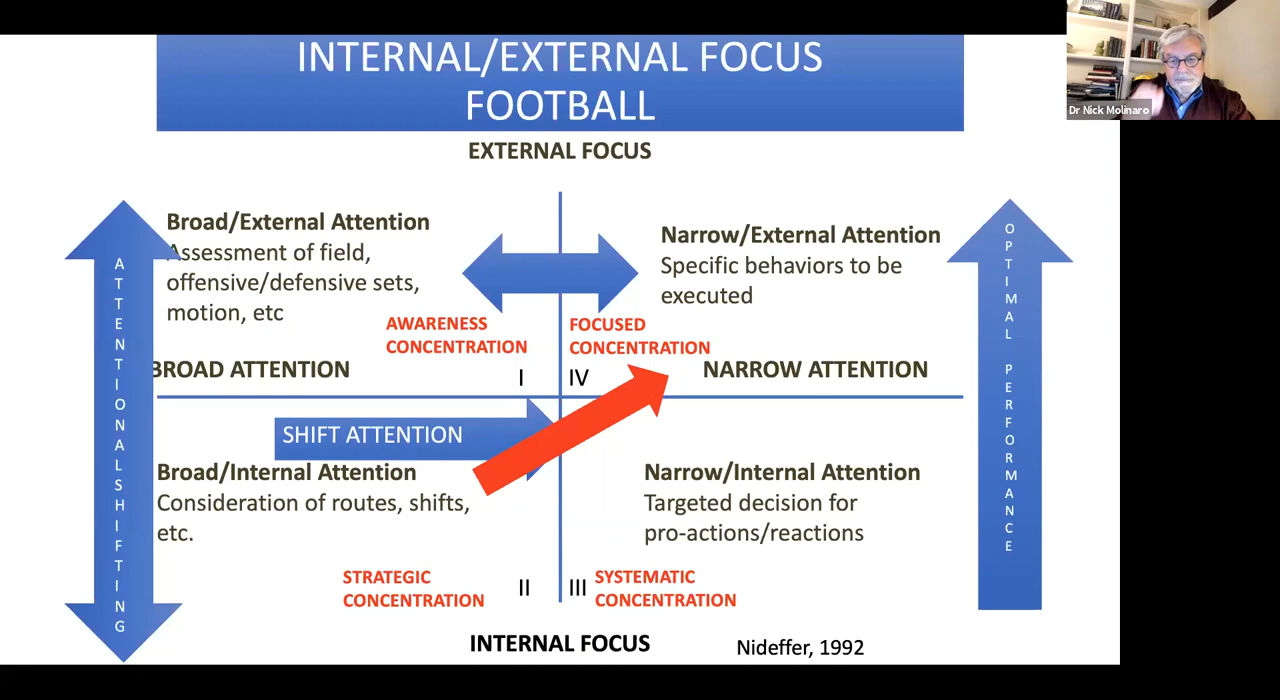 INTERNAL/EXTERNAL FOCUS
FOOTBALL
Dr Nick Molinaro
EXTERNAL FOCUS
Broad/External Attention
Assessment of field,
offensive/defensive sets,
motion, etc
Narrow/External Attention
Specific behaviors to be
executed
AWARENESS
CONCENTRATION
FOCUSED
CONCENTRATION
BROAD ATTENTION
I
IV
NARROW ATTENTION
SHIFT ATTENTION
Broad/Internal Attention
Consideration of routes, shifts,
etc.
Narrow/Internal Attention
Targeted decision for
pro-actions/reactions
STRATEGIC
CONCENTRATION
II
III
SYSTEMATIC
CONCENTRATION
INTERNAL FOCUS
Nideffer, 1992
ATTENTIONALSHIFTING
OPTIMAL PERFORMANCE